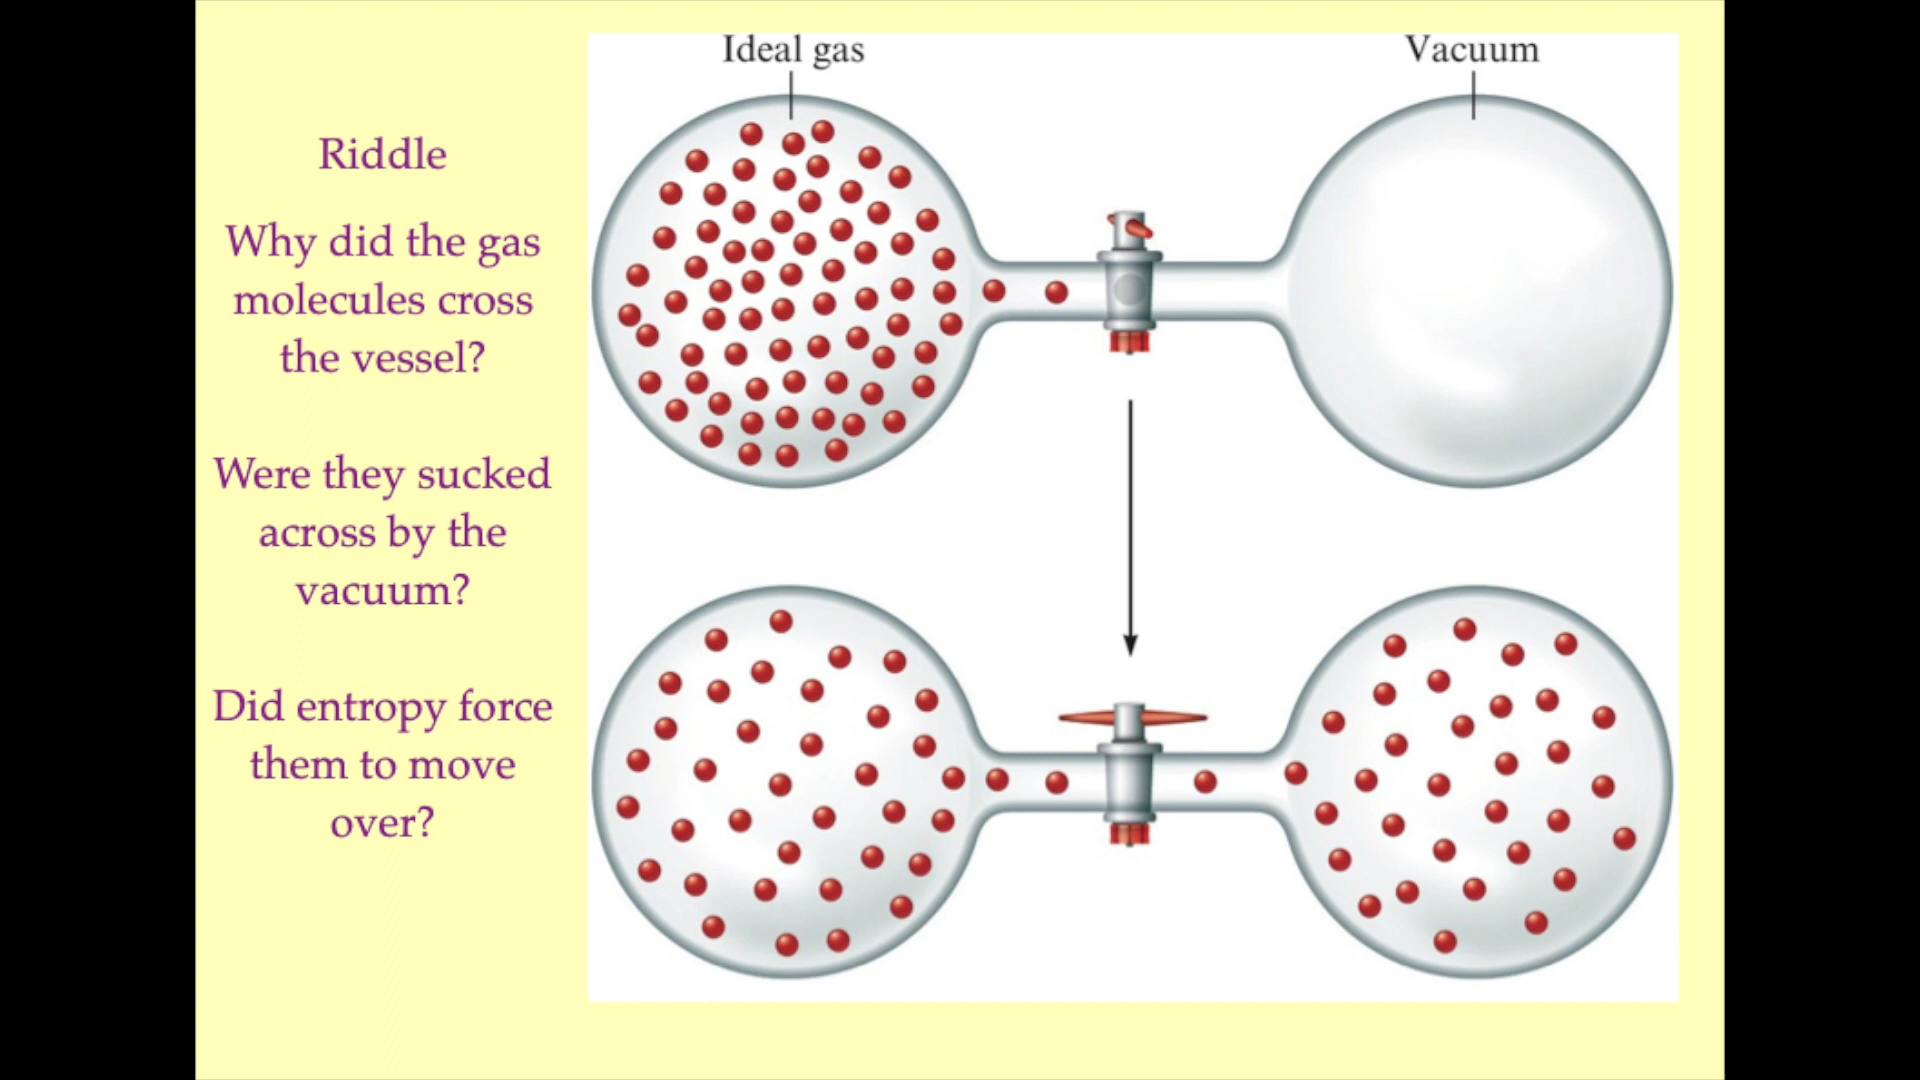 Riddle
Why did the gas
molecules cross
the vessel?
Were they sucked
across by the
vacuum?
Did entropy force
them to move
over?
Ideal gas
Vacuum